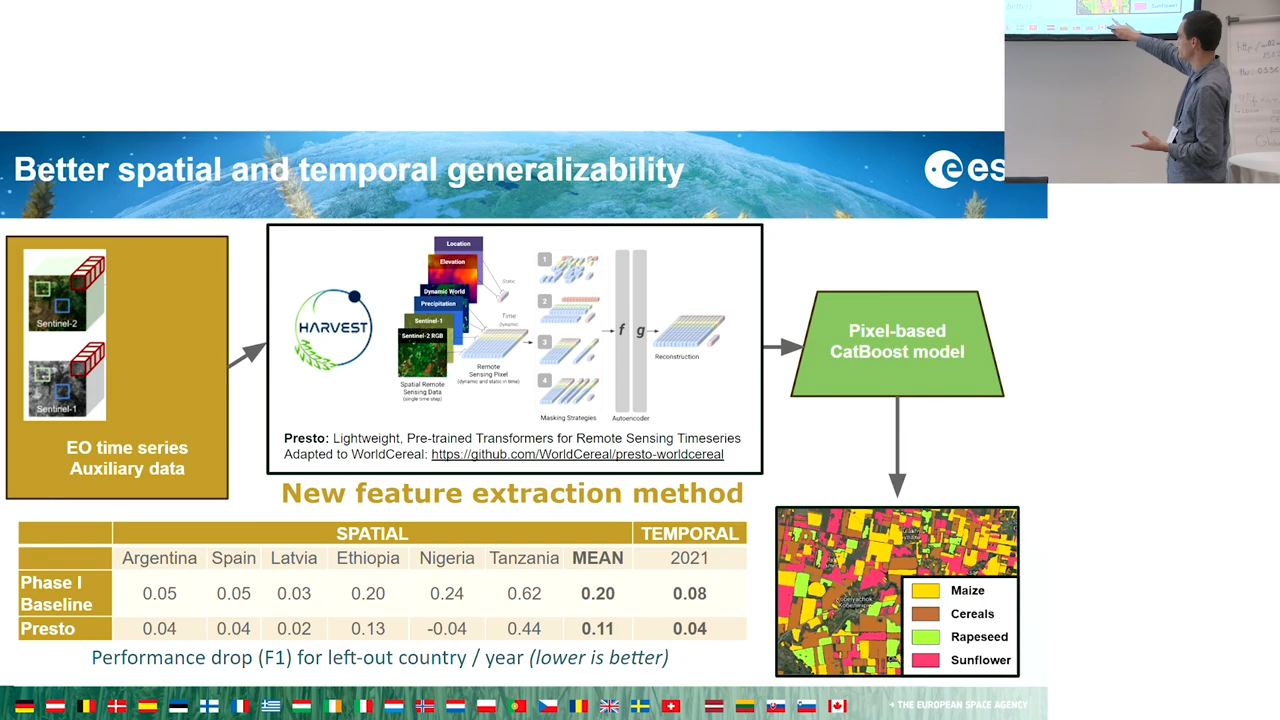 Sunflower
Better spatial and temporal generalizability
Sentinel-2
Sentinel-1
EO time series
Auxiliary data
HARVEST
Location
Elevation
Dynamic World
Precipitation
Sentinel-1
Sentinel-2 RGB
Spatial Remote
Sensing Data
(single time step)
Static
Time
(Dynamic)
Remote
Sensing Pixel
(dynamic and static in time)
1
2
3
4
Masking Strategies
f
g
Autoencoder
Reconstruction
Presto: Lightweight, Pre-trained Transformers for Remote Sensing Timeseries
Adapted to WorldCereal: https://github.com/WorldCereal/presto-worldcereal
New feature extraction method
Pixel-based
CatBoost model
SPATIAL TEMPORAL
Argentina Spain Latvia Ethiopia Nigeria Tanzania MEAN 2021
Phase I
Baseline 0.05 0.05 0.03 0.20 0.24 0.62 0.20 0.08
Presto 0.04 0.04 0.02 0.13 -0.04 0.44 0.11 0.04
Performance drop (F1) for left-out country / year (lower is better)
Maize
Cereals
Rapeseed
Sunflower
→ THE EUROPEAN SPACE AGENCY